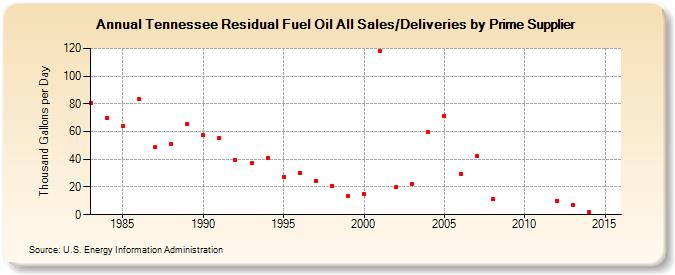 Annual Tennessee Residual Fuel Oil All Sales/Deliveries by Prime Supplier
Thousand Gallons per Day
120
100
80
60
40
20
0
1985 1990 1995 2000 2005 2010 2015
Source: U.S. Energy Information Administration